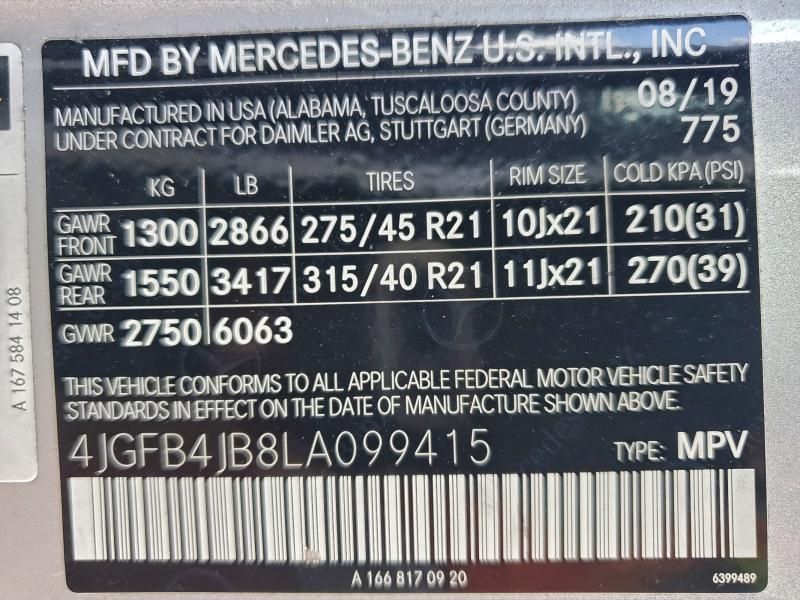 MFD BY MERCEDES-BENZ U.S. INTL., INC
MANUFACTURED IN USA (ALABAMA, TUSCALOOSA COUNTY) 08/19
UNDER CONTRACT FOR DAIMLER AG, STUTTGART (GERMANY) 775
KG LB TIRES RIM SIZE COLD KPA (PSI)
GAWR FRONT 1300 2866 275/45 R21 10Jx21 210(31)
GAWR REAR 1550 3417 315/40 R21 11Jx21 270(39)
GVWR 2750 6063
THIS VEHICLE CONFORMS TO ALL APPLICABLE FEDERAL MOTOR VEHICLE SAFETY
STANDARDS IN EFFECT ON THE DATE OF MANUFACTURE SHOWN ABOVE.
4JGFB4JB8LA099415 TYPE: MPV
A 166 817 09 20 6399489
A 167 584 14 08